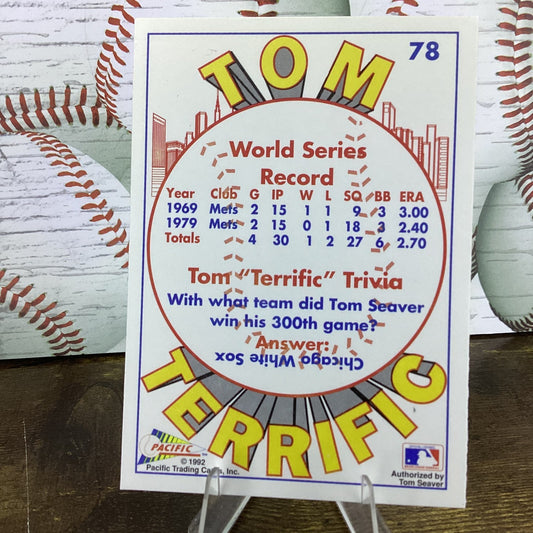 78
TOM
World Series
Record
Year Club G IP W L SO BB ERA
1969 Mets 2 15 1 1 9 3 3.00
1979 Mets 2 15 0 1 18 3 2.40
Totals 4 30 1 2 27 6 2.70
Tom "Terrific" Trivia
With what team did Tom Seaver
win his 300th game?
Answer:
Chicago White Sox
TERRIFIC
PACIFIC™
© 1992
Pacific Trading Cards, Inc.
Authorized by
Tom Seaver